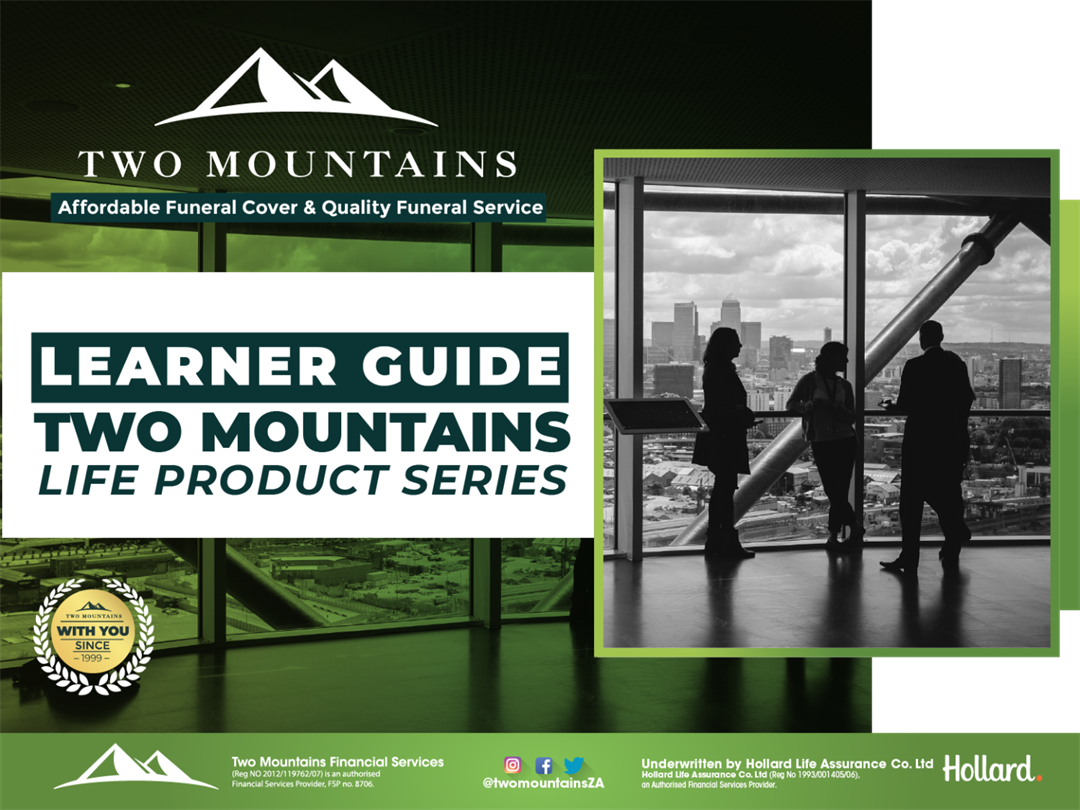 TWO MOUNTAINS
Affordable Funeral Cover & Quality Funeral Service
LEARNER GUIDE
TWO MOUNTAINS
LIFE PRODUCT SERIES
TWO MOUNTAINS
WITH YOU
SINCE
– 1999 –
Two Mountains Financial Services
(Reg NO 2012/119762/07) is an authorised
Financial Services Provider, FSP no. 8706.
@twomountainsZA
Underwritten by Hollard Life Assurance Co. Ltd
Hollard Life Assurance Co. Ltd (Reg No 1993/001405/06),
an Authorised Financial Services Provider.
Hollard.